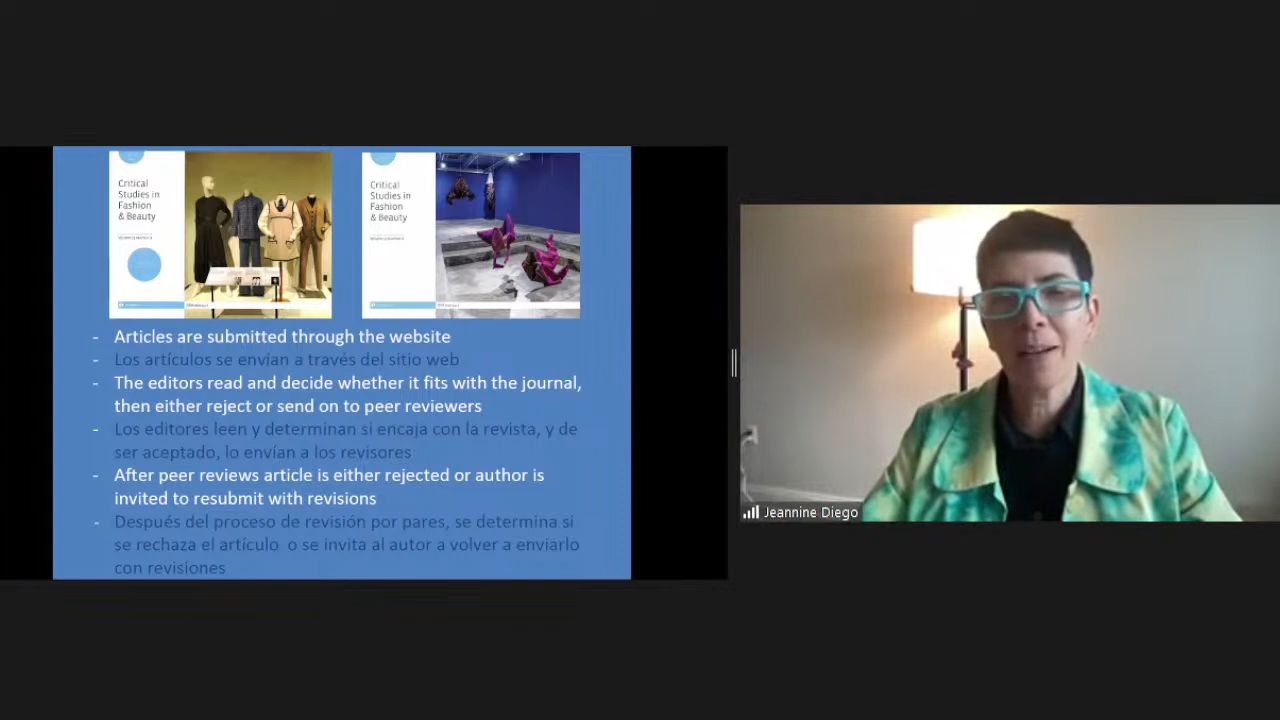 Critical
Studies in
Fashion
& Beauty
Critical
Studies in
Fashion
& Beauty
- Articles are submitted through the website
- Los artículos se envían a través del sitio web
- The editors read and decide whether it fits with the journal,
then either reject or send on to peer reviewers
- Los editores leen y determinan si encaja con la revista, y de
ser aceptado, lo envían a los revisores
- After peer reviews article is either rejected or author is
invited to resubmit with revisions
- Después del proceso de revisión por pares, se determina si
se rechaza el artículo o se invita al autor a volver a enviarlo
con revisiones
Jeannine Diego